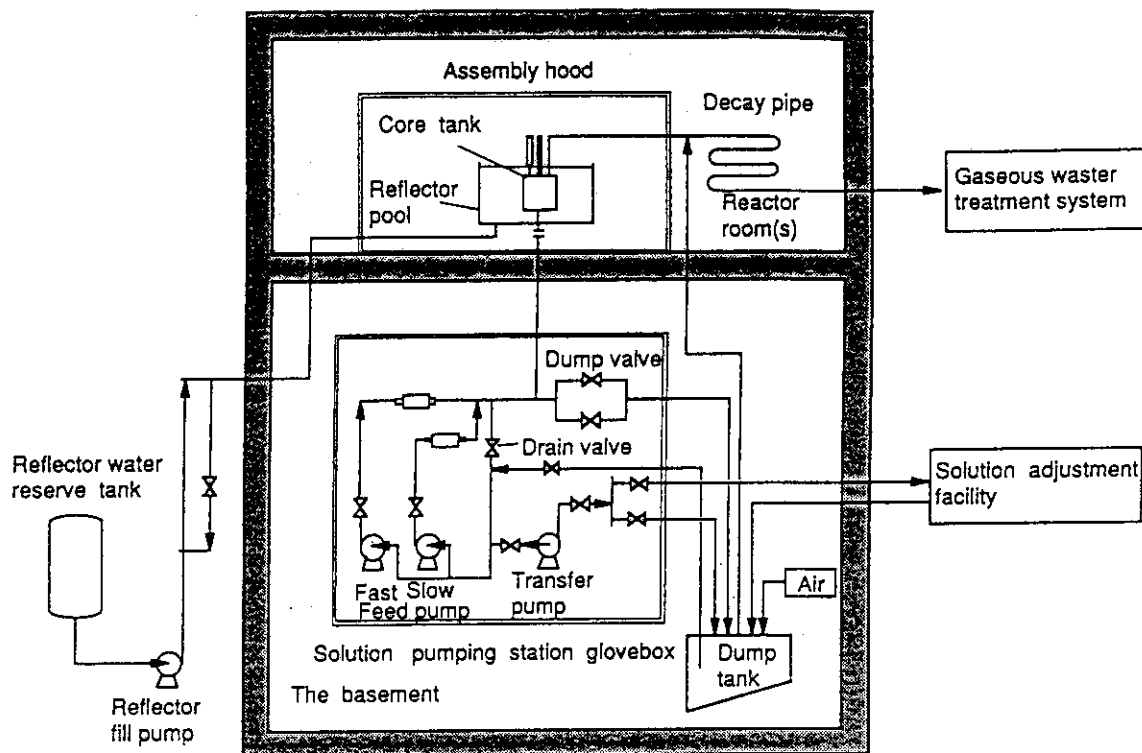 Assembly hood
Decay pipe
Core tank
Reflector
pool
Reactor
room(s)
Gaseous waster
treatment system
Dump valve
Drain valve
Reflector water
reserve tank
Solution adjustment
facility
Fast Slow
Feed pump
Transfer
pump
Air
Solution pumping station glovebox
Dump
tank
The basement
Reflector
fill pump